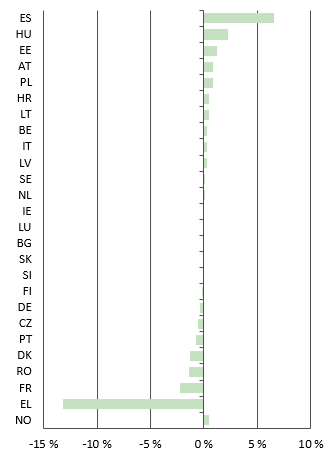 ES
HU
EE
AT
PL
HR
LT
BE
IT
LV
SE
NL
IE
LU
BG
SK
SI
FI
DE
CZ
PT
DK
RO
FR
EL
NO
-15 % -10 % -5 % 0 % 5 % 10 %